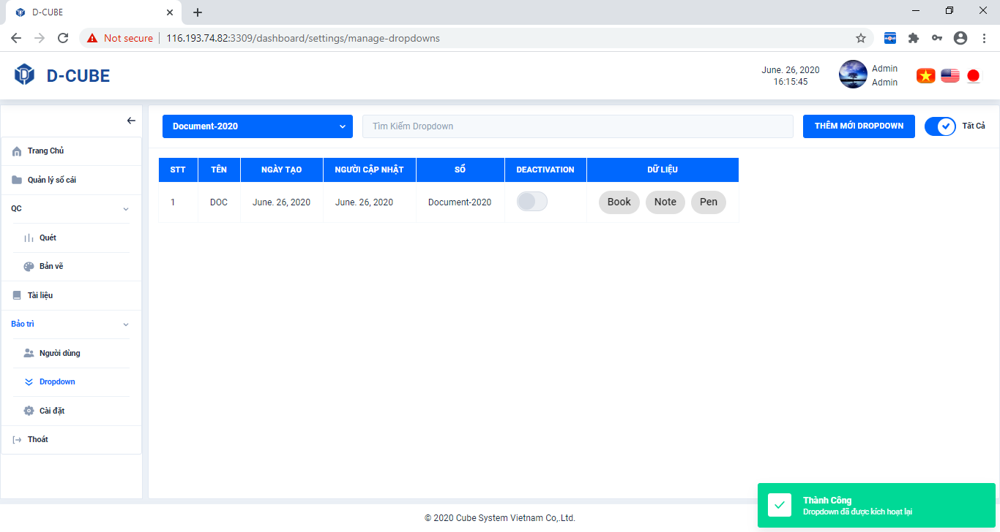 D-CUBE
Not secure
116.193.74.82:3309/dashboard/settings/manage-dropdowns
D-CUBE
June. 26, 2020
16:15:45
Admin
Admin
Document-2020
Tìm Kiếm Dropdown
THÊM MỚI DROPDOWN
Tất Cả
Trang Chủ
Quản lý sổ cái
QC
Quét
Bản vẽ
Tài liệu
Bảo trì
Người dùng
Dropdown
Cài đặt
Thoát
STT TÊN NGÀY TẠO NGƯỜI CẬP NHẬT SỔ DEACTIVATION DỮ LIỆU
1 DOC June. 26, 2020 June. 26, 2020 Document-2020 Book Note Pen
Thành Công
Dropdown đã được kích hoạt lại
© 2020 Cube System Vietnam Co,.Ltd.